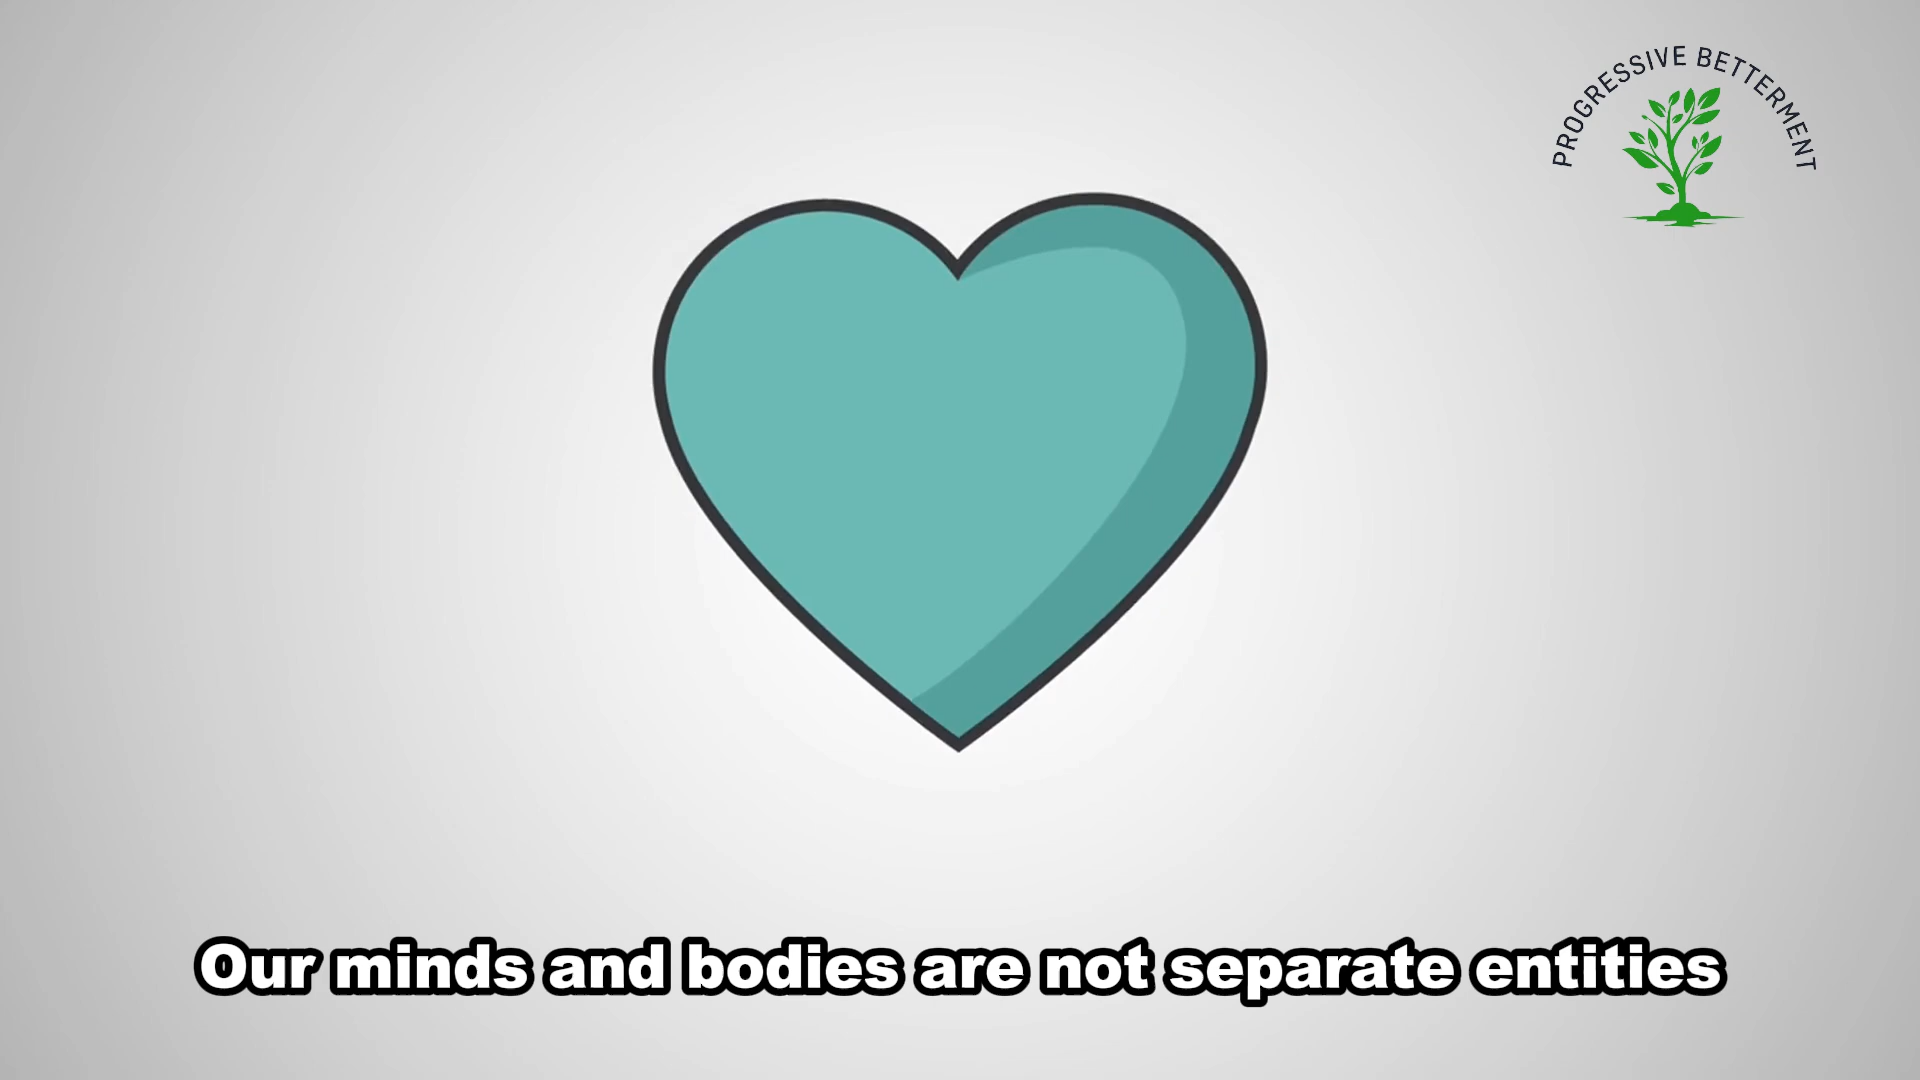 PROGRESSIVE BETTERMENT
Our minds and bodies are not separate entities